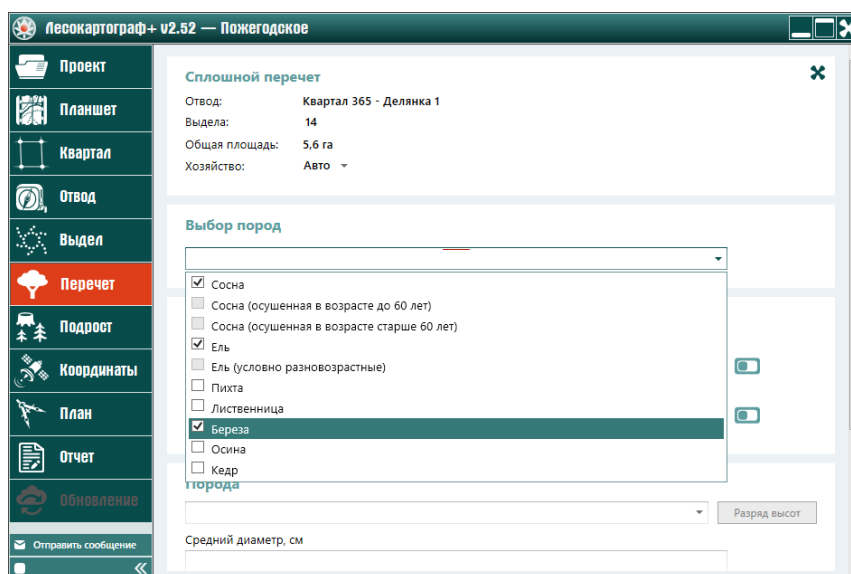 Лесокартограф+ v2.52 — Пожегодское
Проект
Планшет
Квартал
Отвод
Выдел
Перечет
Подрост
Координаты
План
Отчет
Обновление
Отправить сообщение
Сплошной перечет
Отвод: Квартал 365 - Делянка 1
Выдела: 14
Общая площадь: 5,6 га
Хозяйство: Авто
Выбор пород
Сосна
Сосна (осушенная в возрасте до 60 лет)
Сосна (осушенная в возрасте старше 60 лет)
Ель
Ель (условно разновозрастные)
Пихта
Лиственница
Береза
Осина
Кедр
Порода
Разряд высот
Средний диаметр, см